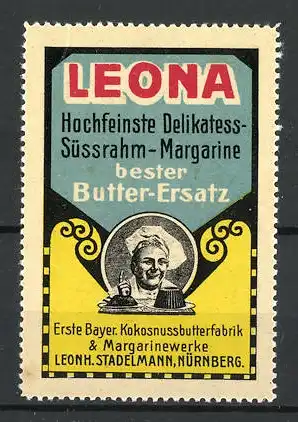 LEONA
Hochfeinste Delikatess-
Süssrahm-Margarine
bester
Butter-Ersatz
Erste Bayer. Kokosnussbutterfabrik
& Margarinewerke
LEONH. STADELMANN, NÜRNBERG.